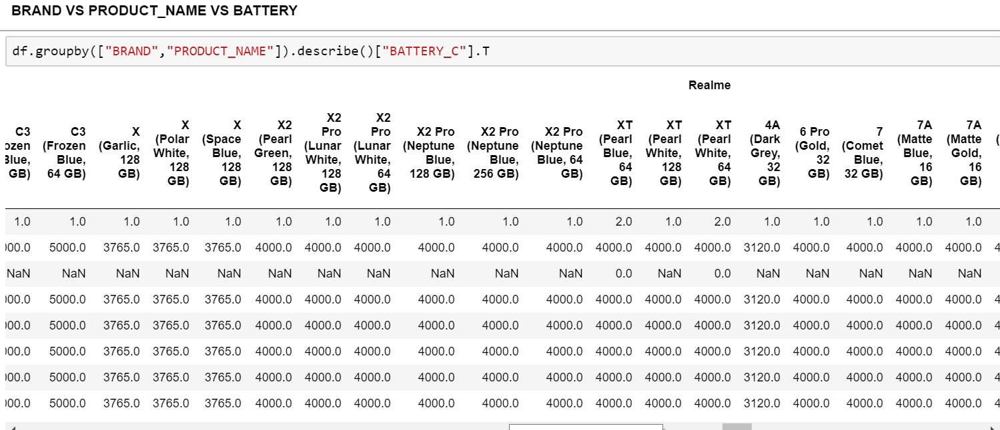 BRAND VS PRODUCT_NAME VS BATTERY
df.groupby(["BRAND","PRODUCT_NAME"]).describe()["BATTERY_C"].T
Realme
X2 X2
X X X2 Pro Pro XT XT XT 4A 7A 7A
C3 C3 X (Polar (Space (Pearl (Lunar (Lunar X2 Pro X2 Pro X2 Pro (Pearl (Pearl (Pearl (Dark 6 Pro 7 (Matte (Matte
(Frozen (Garlic, White, Blue, Green, White, White, (Neptune (Neptune (Neptune Blue, White, White, Grey, (Gold, (Comet Blue, Gold, (
Blue, 128 128 128 128 128 64 Blue, Blue, Blue, 64 64 128 64 32 32 Blue, 16 16
GB) 64 GB) GB) GB) GB) GB) GB) GB) 128 GB) 256 GB) GB) GB) GB) GB) GB) GB) 32 GB) GB) GB)
1.0 1.0 1.0 1.0 1.0 1.0 1.0 1.0 1.0 1.0 1.0 2.0 1.0 2.0 1.0 1.0 1.0 1.0 1.0
5000.0 3765.0 3765.0 3765.0 4000.0 4000.0 4000.0 4000.0 4000.0 4000.0 4000.0 4000.0 4000.0 3120.0 4000.0 4000.0 4000.0 4000.0
NaN NaN NaN NaN NaN NaN NaN NaN NaN NaN NaN 0.0 NaN 0.0 NaN NaN NaN NaN NaN
5000.0 3765.0 3765.0 3765.0 4000.0 4000.0 4000.0 4000.0 4000.0 4000.0 4000.0 4000.0 4000.0 3120.0 4000.0 4000.0 4000.0 4000.0
5000.0 3765.0 3765.0 3765.0 4000.0 4000.0 4000.0 4000.0 4000.0 4000.0 4000.0 4000.0 4000.0 3120.0 4000.0 4000.0 4000.0 4000.0
5000.0 3765.0 3765.0 3765.0 4000.0 4000.0 4000.0 4000.0 4000.0 4000.0 4000.0 4000.0 4000.0 3120.0 4000.0 4000.0 4000.0 4000.0
5000.0 3765.0 3765.0 3765.0 4000.0 4000.0 4000.0 4000.0 4000.0 4000.0 4000.0 4000.0 4000.0 3120.0 4000.0 4000.0 4000.0 4000.0
5000.0 3765.0 3765.0 3765.0 4000.0 4000.0 4000.0 4000.0 4000.0 4000.0 4000.0 4000.0 4000.0 3120.0 4000.0 4000.0 4000.0 4000.0